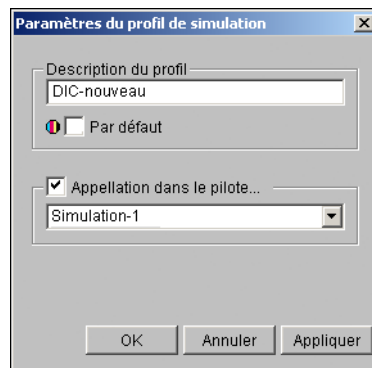 Paramètres du profil de simulation
Description du profil
DIC-nouveau
Par défaut
Appellation dans le pilote...
Simulation-1
OK Annuler Appliquer